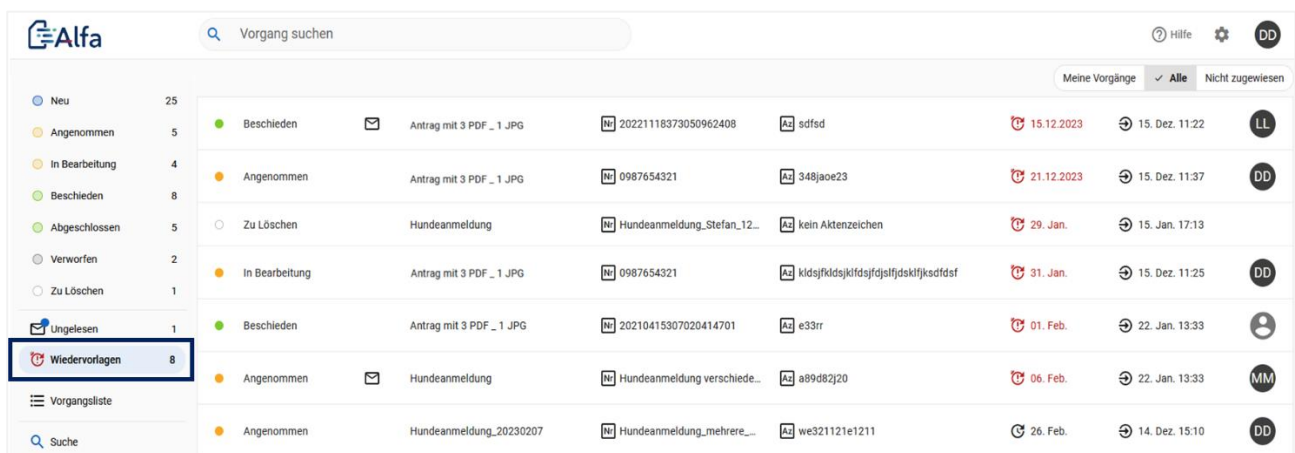 Alfa
Vorgang suchen
Hilfe
DD
Meine Vorgänge Alle Nicht zugewiesen
Neu 25
Angenommen 5
In Bearbeitung 4
Beschieden 8
Abgeschlossen 5
Verworfen 2
Zu Löschen 1
Ungelesen 1
Wiedervorlagen 8
Vorgangsliste
Suche
Beschieden Antrag mit 3 PDF _ 1 JPG Nr 20221118373050962408 Az sdfsd 15.12.2023 15. Dez. 11:22 LL
Angenommen Antrag mit 3 PDF _ 1 JPG Nr 0987654321 Az 348jaoe23 21.12.2023 15. Dez. 11:37 DD
Zu Löschen Hundeanmeldung Nr Hundeanmeldung_Stefan_12... Az kein Aktenzeichen 29. Jan. 15. Jan. 17:13
In Bearbeitung Antrag mit 3 PDF _ 1 JPG Nr 0987654321 Az kldsjfkldsjklfdsjfdjslfjdsklfjksdfdsf 31. Jan. 15. Dez. 11:25 DD
Beschieden Antrag mit 3 PDF _ 1 JPG Nr 20210415307020414701 Az e33rr 01. Feb. 22. Jan. 13:33
Angenommen Hundeanmeldung Nr Hundeanmeldung verschiede... Az a89d82j20 06. Feb. 22. Jan. 13:33 MM
Angenommen Hundeanmeldung_20230207 Nr Hundeanmeldung_mehrere_... Az we321121e1211 26. Feb. 14. Dez. 15:10 DD